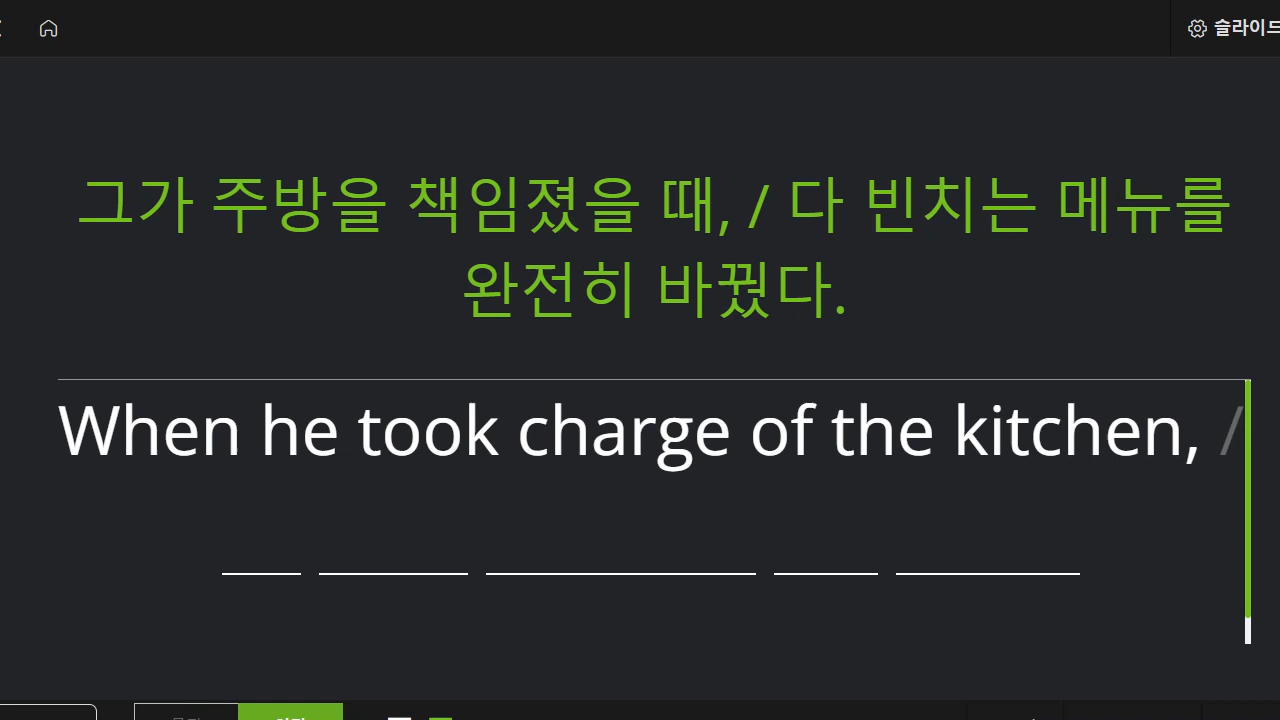 슬라이드
그가 주방을 책임졌을 때, / 다 빈치는 메뉴를
완전히 바꿨다.
When he took charge of the kitchen, /